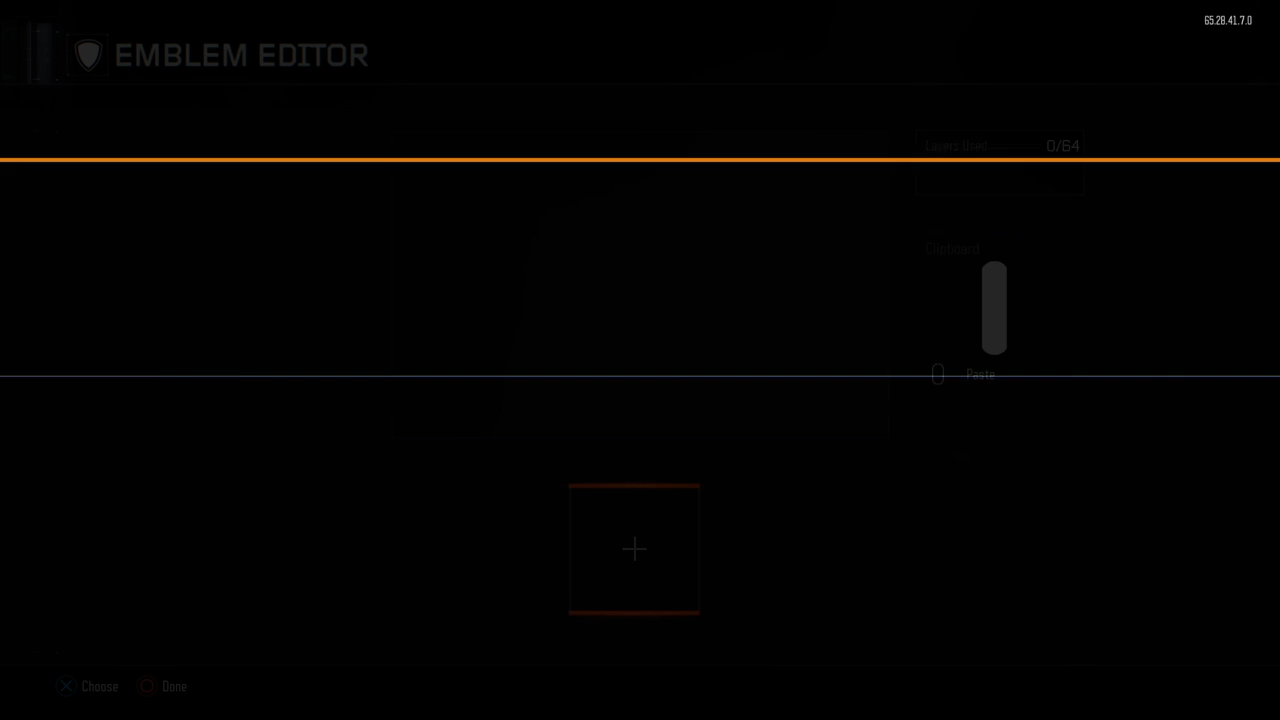 65.28.41.7.0
EMBLEM EDITOR
Layers Used 0/64
Clipboard
Paste
Choose Done